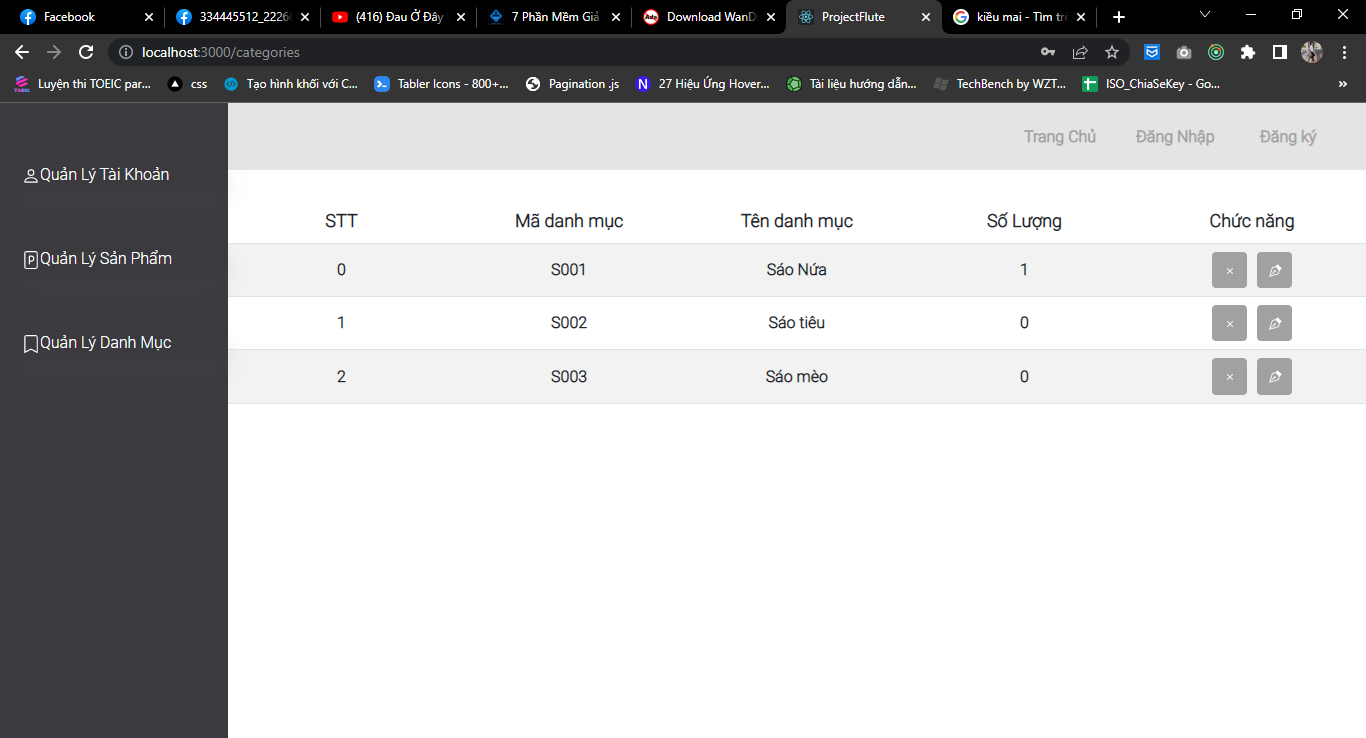 Facebook
334445512_2226
(416) Đau Ở Đây
7 Phần Mềm Giả
Download WanD
ProjectFlute
kiều mai - Tìm trê
localhost:3000/categories
Luyện thi TOEIC par...
css
Tạo hình khối với C...
Tabler Icons - 800+...
Pagination .js
27 Hiệu Ứng Hover...
Tài liệu hướng dẫn...
TechBench by WZT...
ISO_ChiaSeKey - Go...
»
Trang Chủ Đăng Nhập Đăng ký
Quản Lý Tài Khoản
Quản Lý Sản Phẩm
Quản Lý Danh Mục
STT Mã danh mục Tên danh mục Số Lượng Chức năng
0 S001 Sáo Nứa 1
1 S002 Sáo tiêu 0
2 S003 Sáo mèo 0